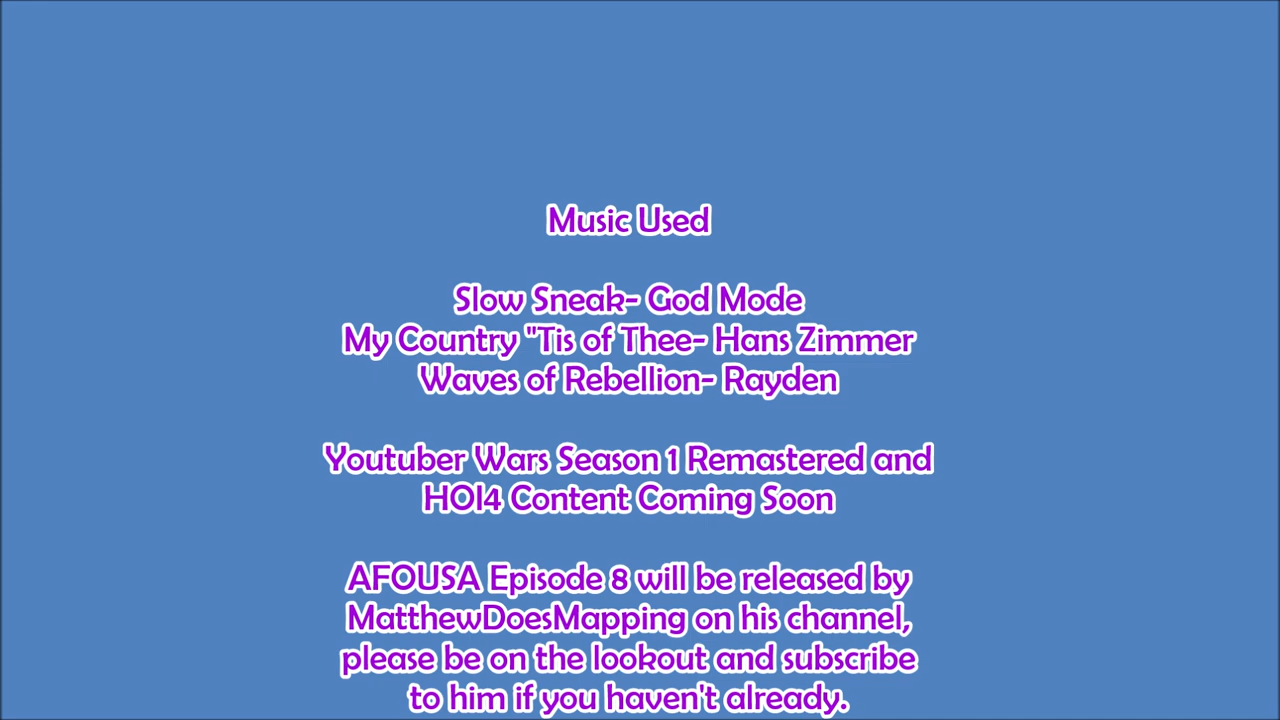 Music Used
Slow Sneak- God Mode
My Country "Tis of Thee- Hans Zimmer
Waves of Rebellion- Rayden
Youtuber Wars Season 1 Remastered and
HOI4 Content Coming Soon
AFOUSA Episode 8 will be released by
MatthewDoesMapping on his channel,
please be on the lookout and subscribe
to him if you haven't already.